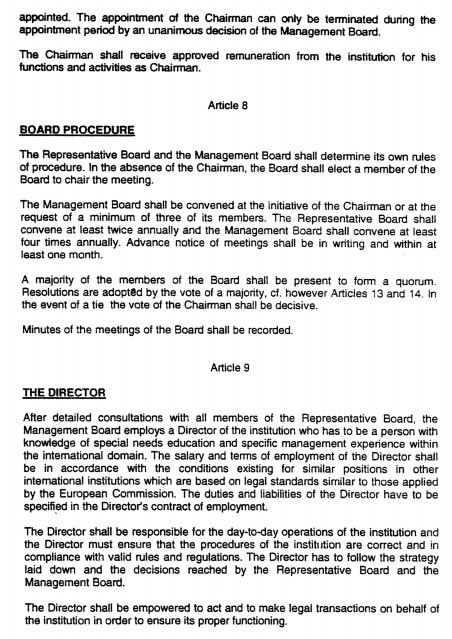 appointed. The appointment of the Chairman can only be terminated during the
appointment period by an unanimous decision of the Management Board.
The Chairman shall receive approved remuneration from the institution for his
functions and activities as Chairman.
Article 8
BOARD PROCEDURE
The Representative Board and the Management Board shall determine its own rules
of procedure. In the absence of the Chairman, the Board shall elect a member of the
Board to chair the meeting.
The Management Board shall be convened at the initiative of the Chairman or at the
request of a minimum of three of its members. The Representative Board shall
convene at least twice annually and the Management Board shall convene at least
four times annually. Advance notice of meetings shall be in writing and within at
least one month.
A majority of the members of the Board shall be present to form a quorum.
Resolutions are adopted by the vote of a majority, cf. however Articles 13 and 14. In
the event of a tie the vote of the Chairman shall be decisive.
Minutes of the meetings of the Board shall be recorded.
Article 9
THE DIRECTOR
After detailed consultations with all members of the Representative Board, the
Management Board employs a Director of the institution who has to be a person with
knowledge of special needs education and specific management experience within
the international domain. The salary and terms of employment of the Director shall
be in accordance with the conditions existing for similar positions in other
international institutions which are based on legal standards similar to those applied
by the European Commission. The duties and liabilities of the Director have to be
specified in the Director's contract of employment.
The Director shall be responsible for the day-to-day operations of the institution and
the Director must ensure that the procedures of the institution are correct and in
compliance with valid rules and regulations. The Director has to follow the strategy
laid down and the decisions reached by the Representative Board and the
Management Board.
The Director shall be empowered to act and to make legal transactions on behalf of
the institution in order to ensure its proper functioning.